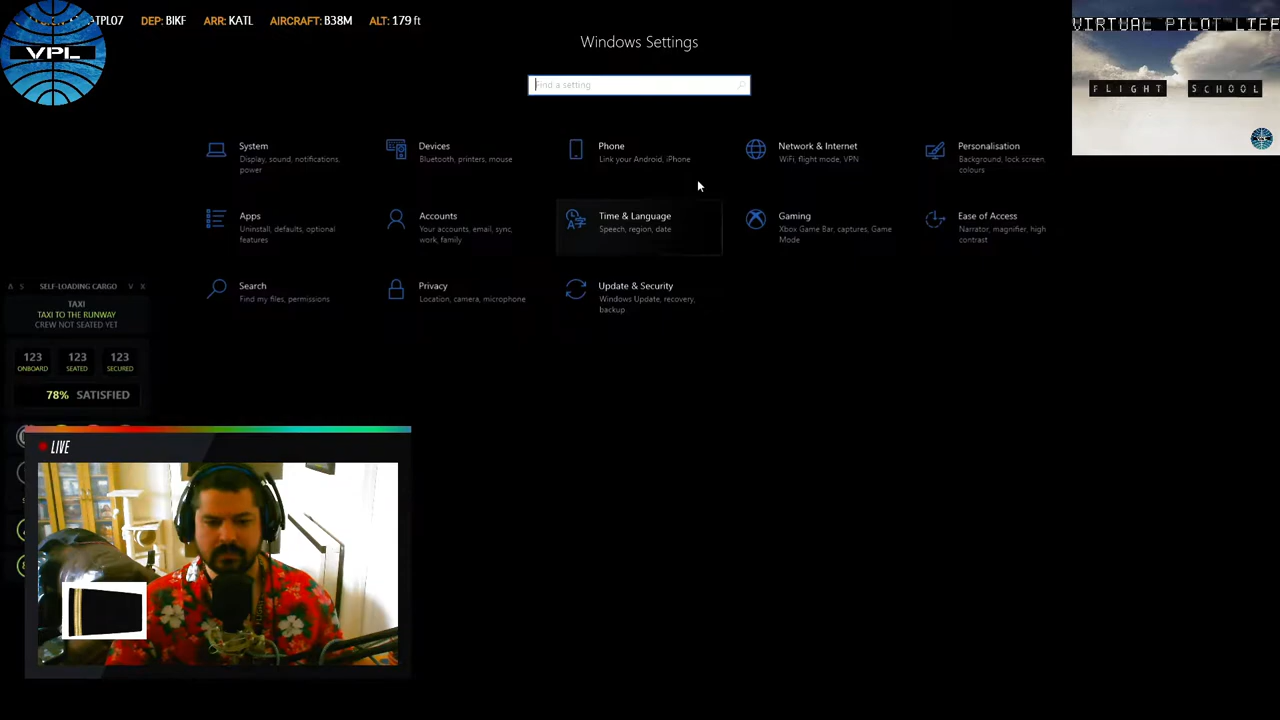 TPL07 DEP: BIKF ARR: KATL AIRCRAFT: B38M ALT: 179 ft
VPL
VIRTUAL PILOT LIFE
FLIGHT SCHOOL
Windows Settings
Find a setting
System
Display, sound, notifications, power
Devices
Bluetooth, printers, mouse
Phone
Link your Android, iPhone
Network & Internet
WiFi, flight mode, VPN
Personalisation
Background, lock screen, colours
Apps
Uninstall, defaults, optional features
Accounts
Your accounts, email, sync, work, family
Time & Language
Speech, region, date
Gaming
Xbox Game Bar, captures, Game Mode
Ease of Access
Narrator, magnifier, high contrast
Search
Find my files, permissions
Privacy
Location, camera, microphone
Update & Security
Windows Update, recovery, backup
A S SELF-LOADING CARGO V X
TAXI
TAXI TO THE RUNWAY
CREW NOT SEATED YET
123 123 123
ONBOARD SEATED SECURED
78% SATISFIED
LIVE